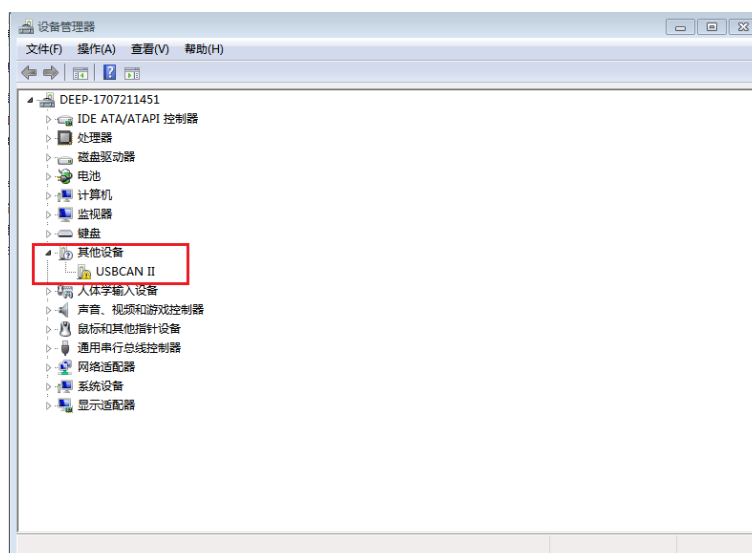 设备管理器
文件(F) 操作(A) 查看(V) 帮助(H)
DEEP-1707211451
IDE ATA/ATAPI 控制器
处理器
磁盘驱动器
电池
计算机
监视器
键盘
其他设备
USBCAN II
人体学输入设备
声音、视频和游戏控制器
鼠标和其他指针设备
通用串行总线控制器
网络适配器
系统设备
显示适配器